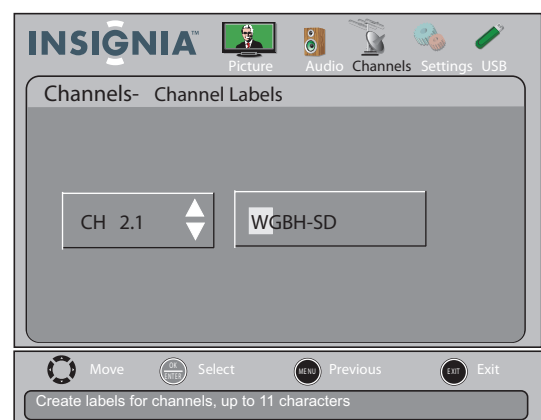 INSIGNIA™
Picture Audio Channels Settings USB
Channels- Channel Labels
CH 2.1 WGBH-SD
Move OK ENTER Select MENU Previous EXIT Exit
Create labels for channels, up to 11 characters